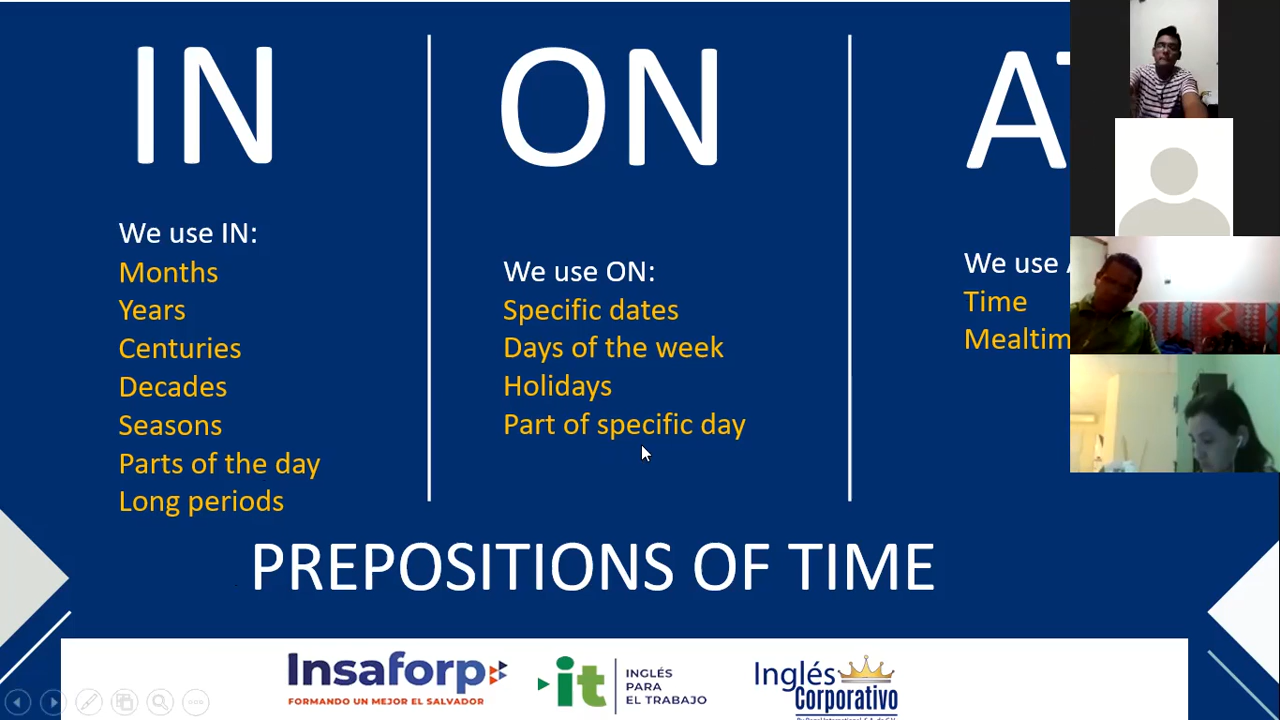 IN
We use IN:
Months
Years
Centuries
Decades
Seasons
Parts of the day
Long periods
ON
We use ON:
Specific dates
Days of the week
Holidays
Part of specific day
We use
Time
PREPOSITIONS OF TIME
Insaforp
FORMANDO UN MEJOR EL SALVADOR
it
INGLÉS
PARA
EL TRABAJO
Inglés
Corporativo